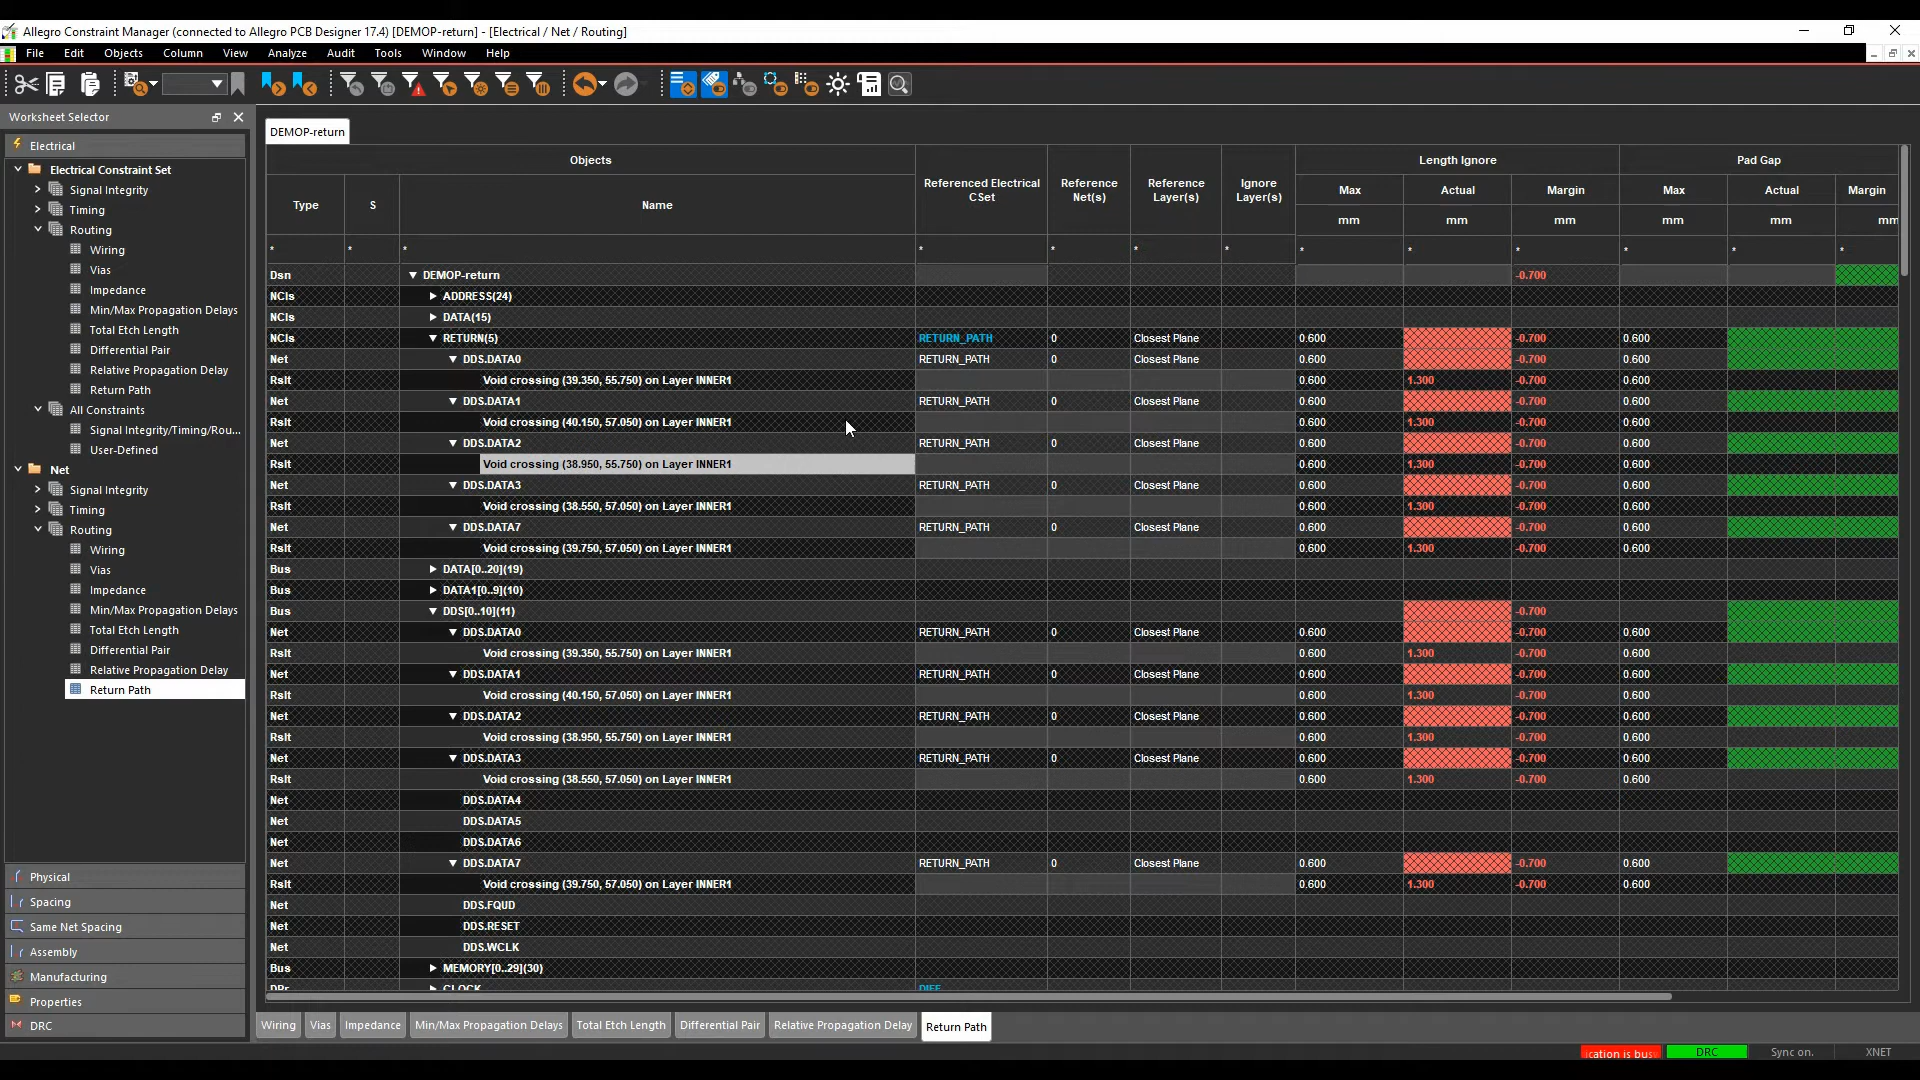 Allegro Constraint Manager (connected to Allegro PCB Designer 17.4) [DEMOP-return] - [Electrical / Net / Routing]
File Edit Objects Column View Analyze Audit Tools Window Help
Worksheet Selector
Electrical
Electrical Constraint Set
Signal Integrity
Timing
Routing
Wiring
Vias
Impedance
Min/Max Propagation Delays
Total Etch Length
Differential Pair
Relative Propagation Delay
Return Path
All Constraints
Signal Integrity/Timing/Rou...
User-Defined
Net
Signal Integrity
Timing
Routing
Wiring
Vias
Impedance
Min/Max Propagation Delays
Total Etch Length
Differential Pair
Relative Propagation Delay
Return Path
Physical
Spacing
Same Net Spacing
Assembly
Manufacturing
Properties
DRC
DEMOP-return
Objects Referenced Electrical CSet Reference Net(s) Reference Layer(s) Ignore Layer(s) Length Ignore Pad Gap
Type S Name Max Actual Margin Max Actual Margin
mm mm mm mm mm mm
* * * * * * * * * * * * *
Dsn DEMOP-return -0.700
NCls ADDRESS(24)
NCls DATA(15)
NCls RETURN(5) RETURN_PATH 0 Closest Plane 0.600 -0.700 0.600
Net DDS.DATA0 RETURN_PATH 0 Closest Plane 0.600 -0.700 0.600
Rslt Void crossing (39.350, 55.750) on Layer INNER1 0.600 1.300 -0.700 0.600
Net DDS.DATA1 RETURN_PATH 0 Closest Plane 0.600 -0.700 0.600
Rslt Void crossing (40.150, 57.050) on Layer INNER1 0.600 1.300 -0.700 0.600
Net DDS.DATA2 RETURN_PATH 0 Closest Plane 0.600 -0.700 0.600
Rslt Void crossing (38.950, 55.750) on Layer INNER1 0.600 1.300 -0.700 0.600
Net DDS.DATA3 RETURN_PATH 0 Closest Plane 0.600 -0.700 0.600
Rslt Void crossing (38.550, 57.050) on Layer INNER1 0.600 1.300 -0.700 0.600
Net DDS.DATA7 RETURN_PATH 0 Closest Plane 0.600 -0.700 0.600
Rslt Void crossing (39.750, 57.050) on Layer INNER1 0.600 1.300 -0.700 0.600
Bus DATA[0..20](19)
Bus DATA1[0..9](10)
Bus DDS[0..10](11) -0.700
Net DDS.DATA0 RETURN_PATH 0 Closest Plane 0.600 -0.700 0.600
Rslt Void crossing (39.350, 55.750) on Layer INNER1 0.600 1.300 -0.700 0.600
Net DDS.DATA1 RETURN_PATH 0 Closest Plane 0.600 -0.700 0.600
Rslt Void crossing (40.150, 57.050) on Layer INNER1 0.600 1.300 -0.700 0.600
Net DDS.DATA2 RETURN_PATH 0 Closest Plane 0.600 -0.700 0.600
Rslt Void crossing (38.950, 55.750) on Layer INNER1 0.600 1.300 -0.700 0.600
Net DDS.DATA3 RETURN_PATH 0 Closest Plane 0.600 -0.700 0.600
Rslt Void crossing (38.550, 57.050) on Layer INNER1 0.600 1.300 -0.700 0.600
Net DDS.DATA4
Net DDS.DATA5
Net DDS.DATA6
Net DDS.DATA7 RETURN_PATH 0 Closest Plane 0.600 -0.700 0.600
Rslt Void crossing (39.750, 57.050) on Layer INNER1 0.600 1.300 -0.700 0.600
Net DDS.FQUD
Net DDS.RESET
Net DDS.WCLK
Bus MEMORY[0..29](30)
DPr CLOCK DIFF
Wiring Vias Impedance Min/Max Propagation Delays Total Etch Length Differential Pair Relative Propagation Delay Return Path
ication is bus DRC Sync on. XNET